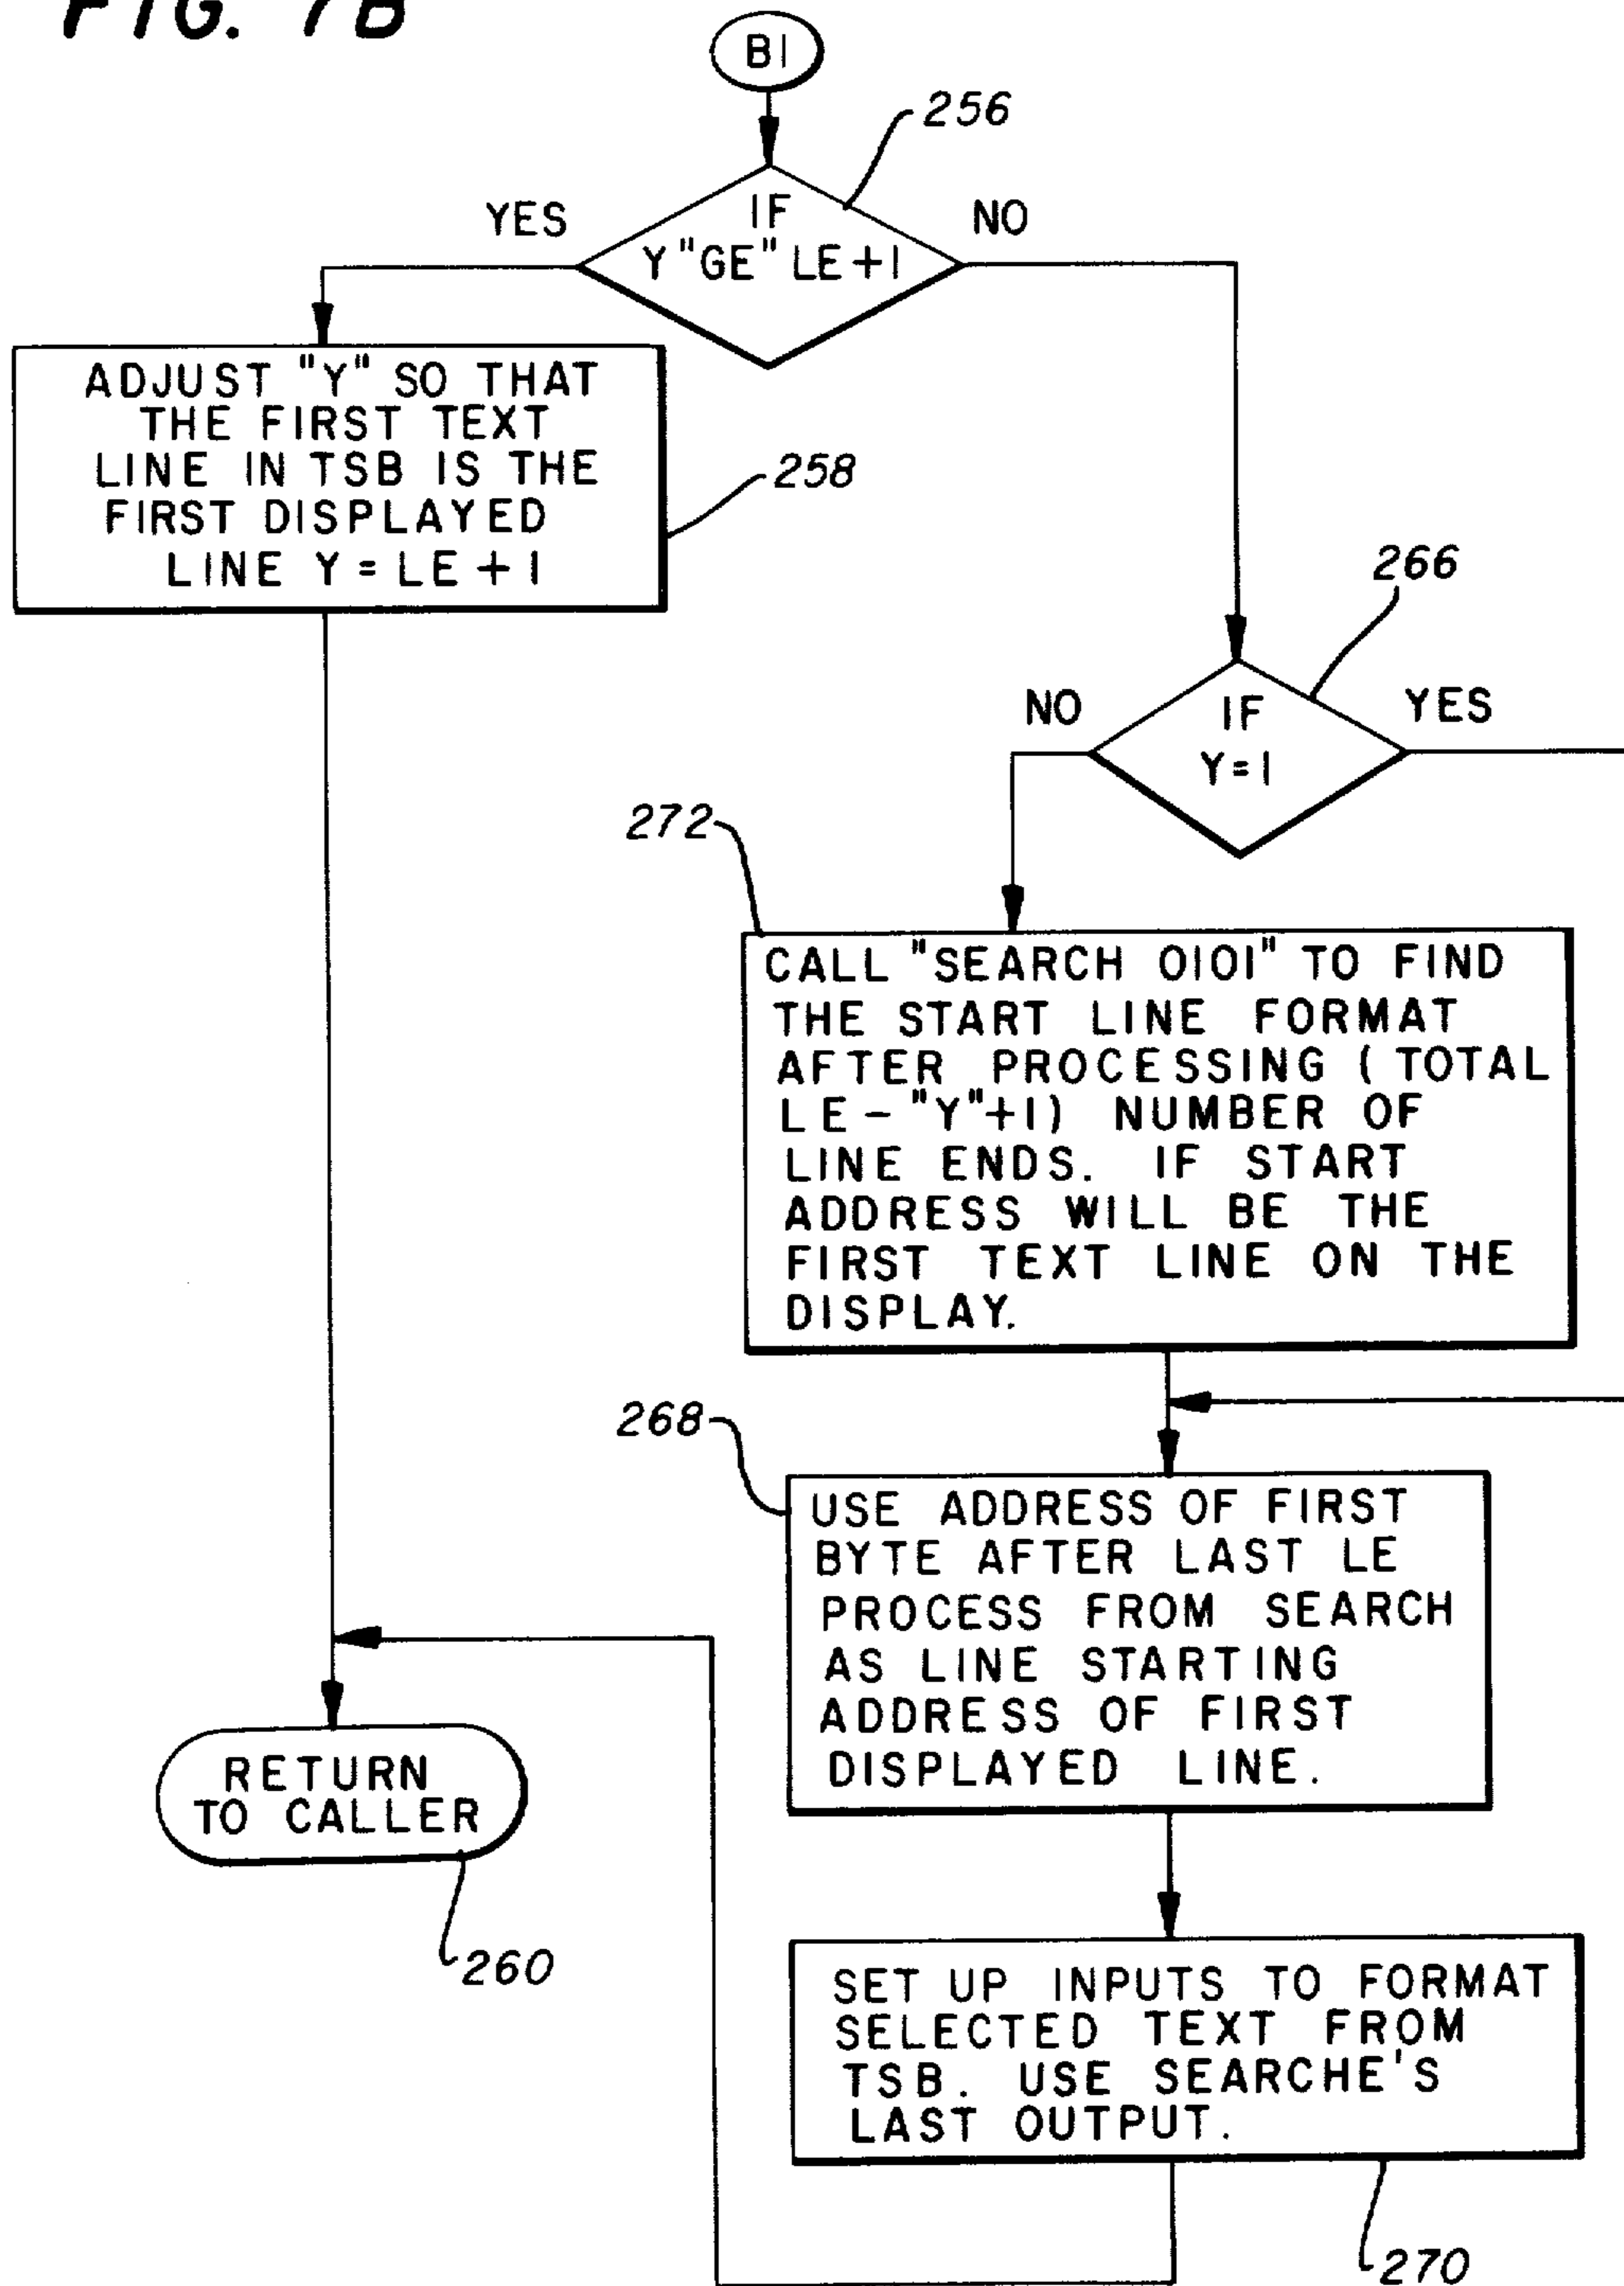 FIG. 7B
B1
256
YES
IF
Y "GE" LE+1
NO
ADJUST "Y" SO THAT
THE FIRST TEXT
LINE IN TSB IS THE
FIRST DISPLAYED
LINE Y = LE + 1
258
266
NO
IF
Y=1
YES
272
CALL "SEARCH 0101" TO FIND
THE START LINE FORMAT
AFTER PROCESSING (TOTAL
LE-"Y"+1) NUMBER OF
LINE ENDS. IF START
ADDRESS WILL BE THE
FIRST TEXT LINE ON THE
DISPLAY.
268
USE ADDRESS OF FIRST
BYTE AFTER LAST LE
PROCESS FROM SEARCH
AS LINE STARTING
ADDRESS OF FIRST
DISPLAYED LINE.
RETURN
TO CALLER
260
SET UP INPUTS TO FORMAT
SELECTED TEXT FROM
TSB. USE SEARCHE'S
LAST OUTPUT.
270